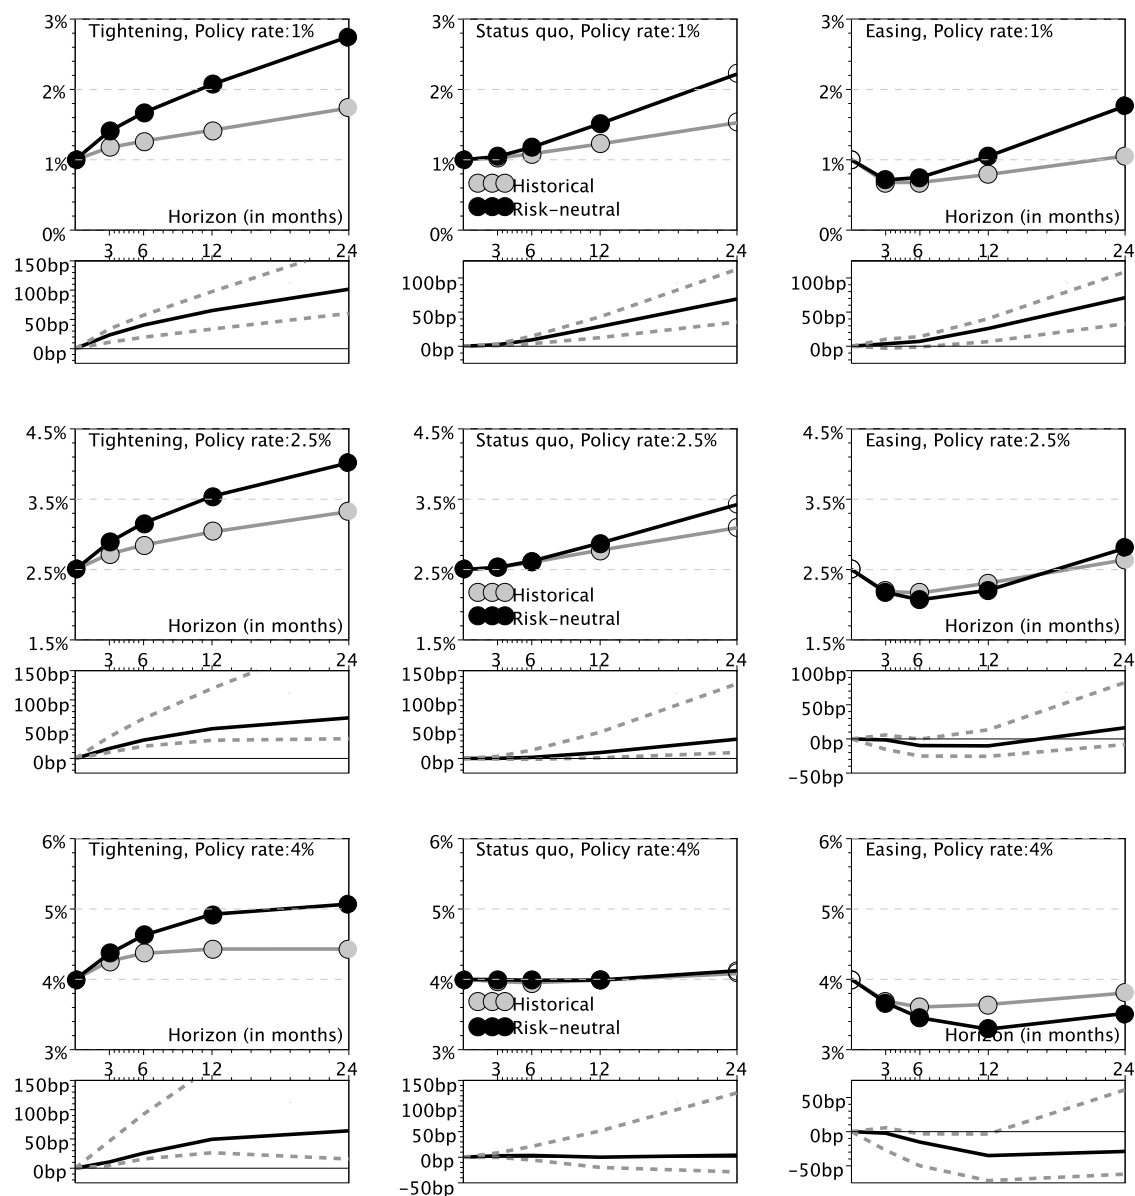 3%
Tightening, Policy rate:1%
2%
1%
Horizon (in months)
0%
3 6 12 24
150bp
100bp
50bp
0bp
3%
Status quo, Policy rate:1%
2%
1%
Historical
Risk-neutral
0%
3 6 12 24
100bp
50bp
0bp
3%
Easing, Policy rate:1%
2%
1%
Horizon (in months)
0%
3 6 12 24
100bp
50bp
0bp
4.5%
Tightening, Policy rate:2.5%
3.5%
2.5%
Horizon (in months)
1.5%
3 6 12 24
150bp
100bp
50bp
0bp
4.5%
Status quo, Policy rate:2.5%
3.5%
2.5%
Historical
Risk-neutral
1.5%
3 6 12 24
150bp
100bp
50bp
0bp
4.5%
Easing, Policy rate:2.5%
3.5%
2.5%
Horizon (in months)
1.5%
3 6 12 24
100bp
50bp
0bp
-50bp
6%
Tightening, Policy rate:4%
5%
4%
Horizon (in months)
3%
3 6 12 24
150bp
100bp
50bp
0bp
6%
Status quo, Policy rate:4%
5%
4%
Historical
Risk-neutral
3%
3 6 12 24
150bp
100bp
50bp
0bp
-50bp
6%
Easing, Policy rate:4%
5%
4%
Horizon (in months)
3%
3 6 12 24
50bp
0bp
-50bp